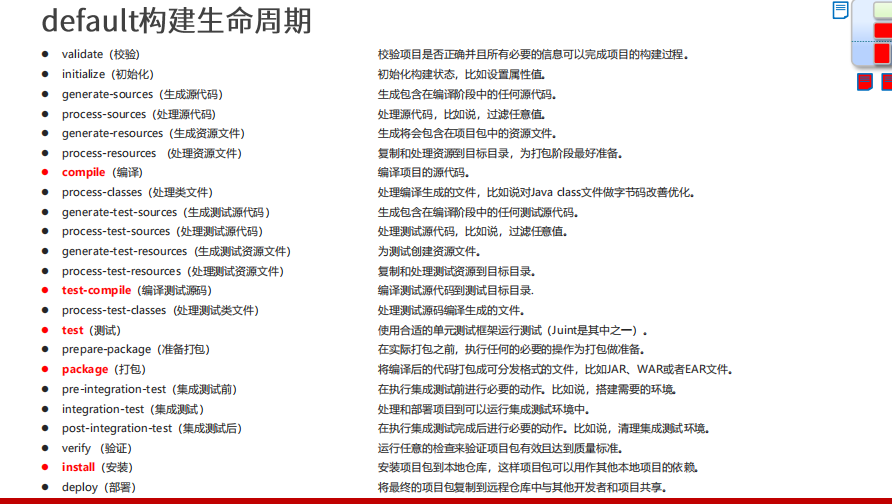 default构建生命周期
● validate (校验) 校验项目是否正确并且所有必要的信息可以完成项目的构建过程。
● initialize (初始化) 初始化构建状态，比如设置属性值。
● generate-sources (生成源代码) 生成包含在编译阶段中的任何源代码。
● process-sources (处理源代码) 处理源代码，比如说，过滤任意值。
● generate-resources (生成资源文件) 生成将会包含在项目包中的资源文件。
● process-resources (处理资源文件) 复制和处理资源到目标目录，为打包阶段最好准备。
● compile (编译) 编译项目的源代码。
● process-classes (处理类文件) 处理编译生成的文件，比如说对Java class文件做字节码改善优化。
● generate-test-sources (生成测试源代码) 生成包含在编译阶段中的任何测试源代码。
● process-test-sources (处理测试源代码) 处理测试源代码，比如说，过滤任意值。
● generate-test-resources (生成测试资源文件) 为测试创建资源文件。
● process-test-resources (处理测试资源文件) 复制和处理测试资源到目标目录。
● test-compile (编译测试源码) 编译测试源代码到测试目标目录.
● process-test-classes (处理测试类文件) 处理测试源码编译生成的文件。
● test (测试) 使用合适的单元测试框架运行测试（Juint是其中之一）。
● prepare-package (准备打包) 在实际打包之前，执行任何的必要的操作为打包做准备。
● package (打包) 将编译后的代码打包成可分发格式的文件，比如JAR、WAR或者EAR文件。
● pre-integration-test (集成测试前) 在执行集成测试前进行必要的动作。比如说，搭建需要的环境。
● integration-test (集成测试) 处理和部署项目到可以运行集成测试环境中。
● post-integration-test (集成测试后) 在执行集成测试完成后进行必要的动作。比如说，清理集成测试环境。
● verify (验证) 运行任意的检查来验证项目包有效且达到质量标准。
● install (安装) 安装项目包到本地仓库，这样项目包可以用作其他本地项目的依赖。
● deploy (部署) 将最终的项目包复制到远程仓库中与其他开发者和项目共享。